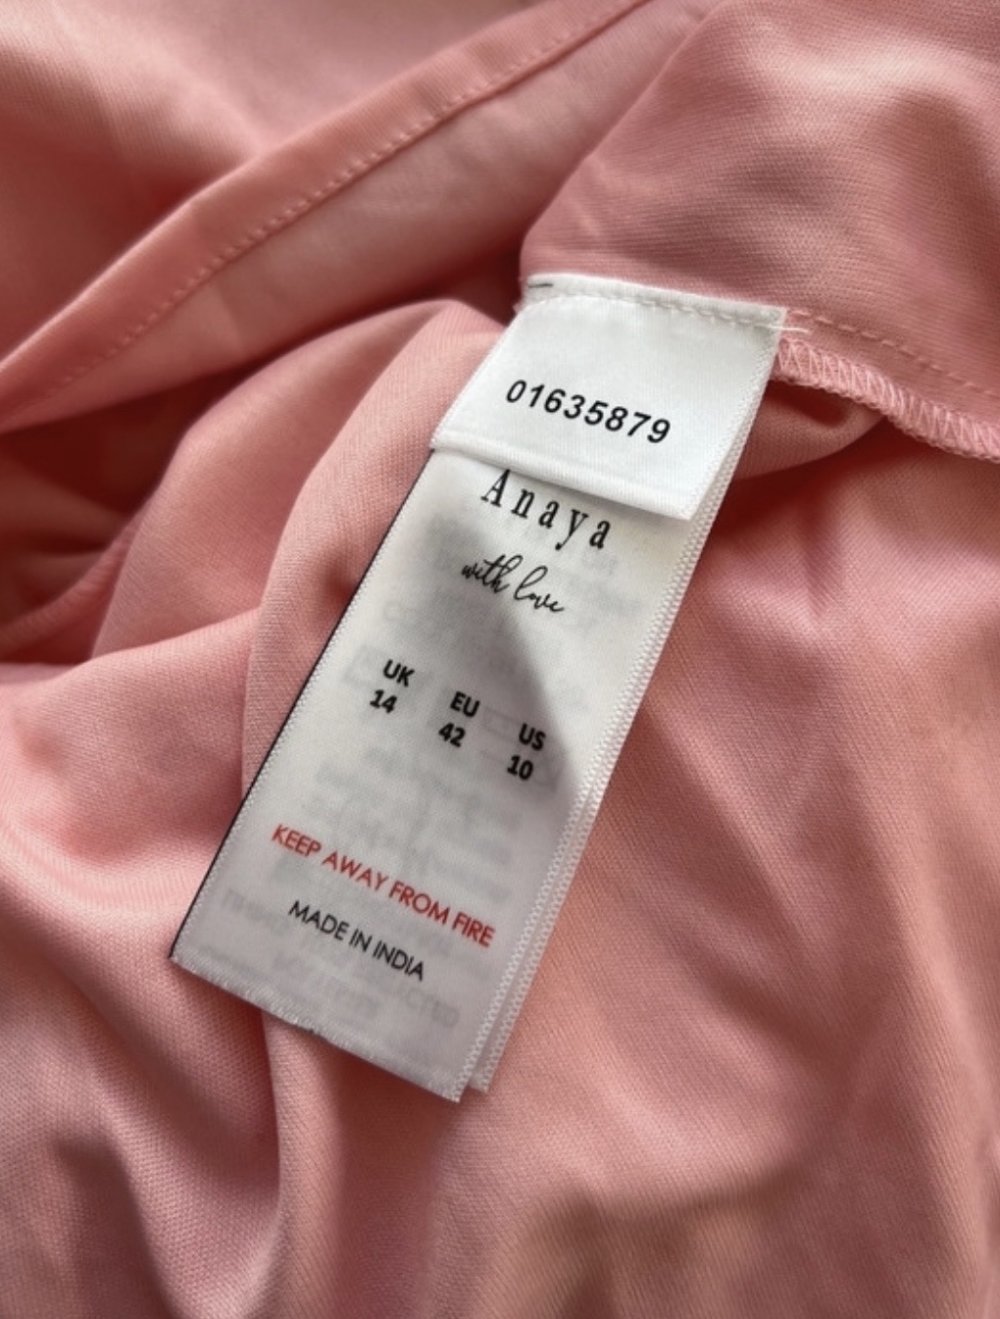 01635879
Anaya
with love
UK EU US
14 42 10
KEEP AWAY FROM FIRE
MADE IN INDIA